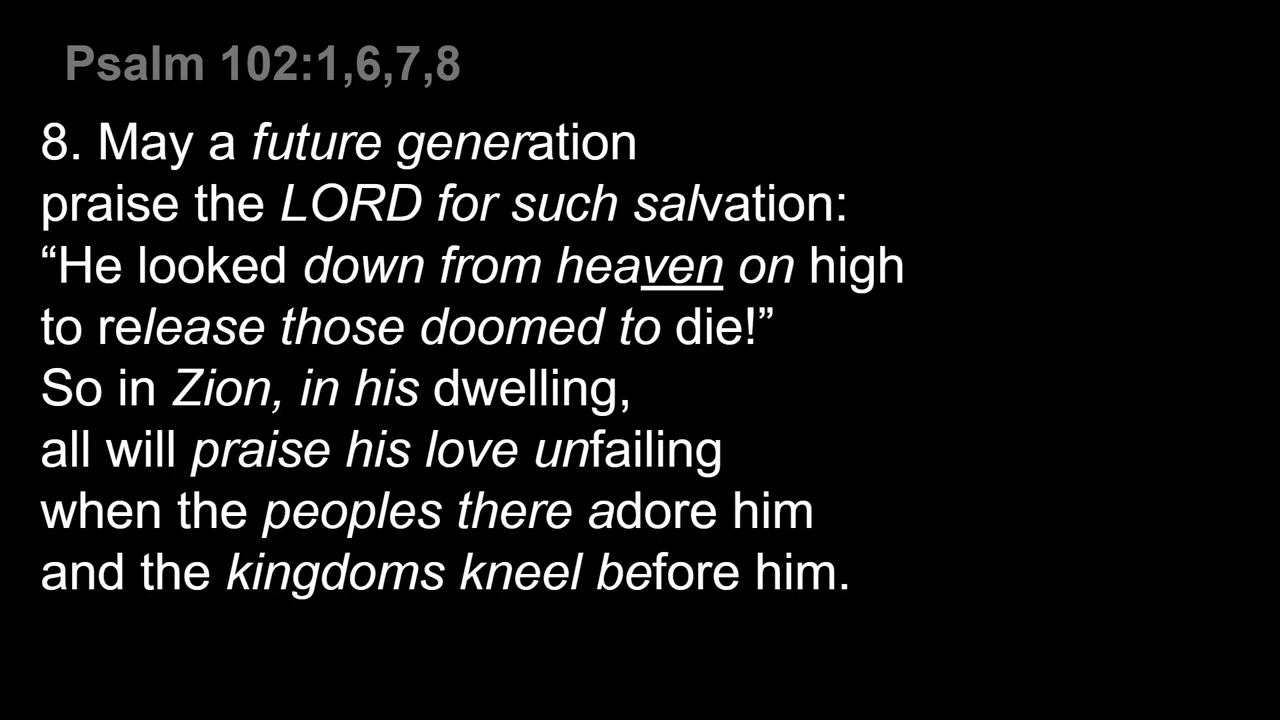 Psalm 102:1,6,7,8
8. May a future generation
praise the LORD for such salvation:
“He looked down from heaven on high
to release those doomed to die!”
So in Zion, in his dwelling,
all will praise his love unfailing
when the peoples there adore him
and the kingdoms kneel before him.